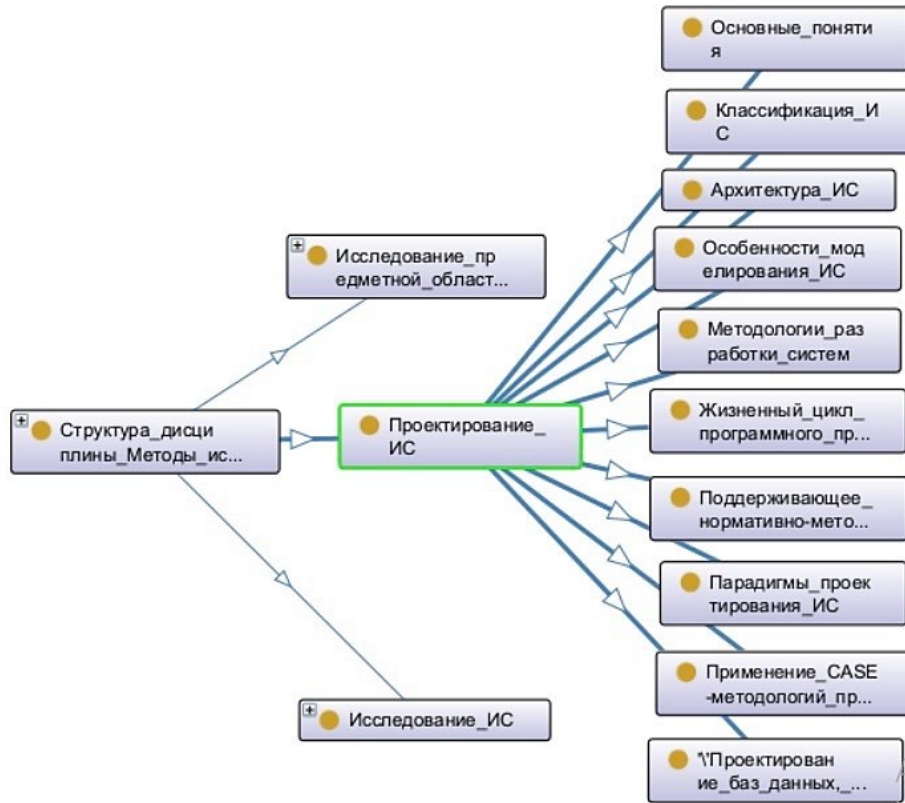 Основные_поняти
я
Классификация_И
С
Архитектура_ИС
Особенности_мод
елирования_ИС
Исследование_пр
едметной_област...
Методологии_раз
работки_систем
Структура_дисци
плины_Методы_ис...
Проектирование_
ИС
Жизненный_цикл_
программного_пр...
Поддерживающее_
нормативно-мето...
Парадигмы_проек
тирования_ИС
Исследование_ИС
Применение_CASE
-методологий_пр...
"\'Проектирован
ие_баз_данных,_...